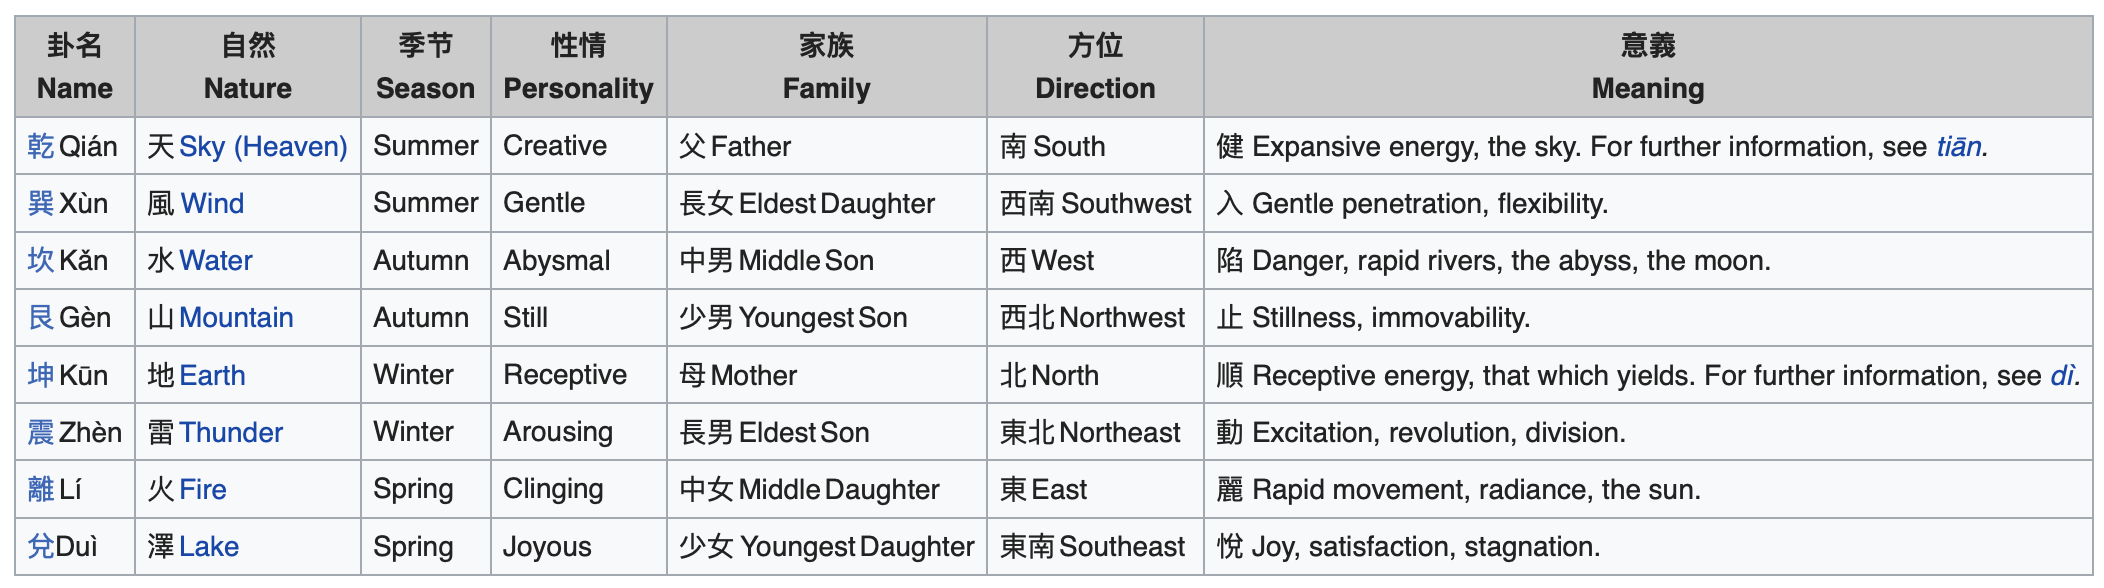 卦名 自然 季节 性情 家族 方位 意義
Name Nature Season Personality Family Direction Meaning
乾 Qián 天 Sky (Heaven) Summer Creative 父 Father 南 South 健 Expansive energy, the sky. For further information, see tiān.
巽 Xùn 風 Wind Summer Gentle 長女 Eldest Daughter 西南 Southwest 入 Gentle penetration, flexibility.
坎 Kǎn 水 Water Autumn Abysmal 中男 Middle Son 西 West 陷 Danger, rapid rivers, the abyss, the moon.
艮 Gèn 山 Mountain Autumn Still 少男 Youngest Son 西北 Northwest 止 Stillness, immovability.
坤 Kūn 地 Earth Winter Receptive 母 Mother 北 North 順 Receptive energy, that which yields. For further information, see dì.
震 Zhèn 雷 Thunder Winter Arousing 長男 Eldest Son 東北 Northeast 動 Excitation, revolution, division.
離 Lí 火 Fire Spring Clinging 中女 Middle Daughter 東 East 麗 Rapid movement, radiance, the sun.
兌 Duì 澤 Lake Spring Joyous 少女 Youngest Daughter 東南 Southeast 悅 Joy, satisfaction, stagnation.